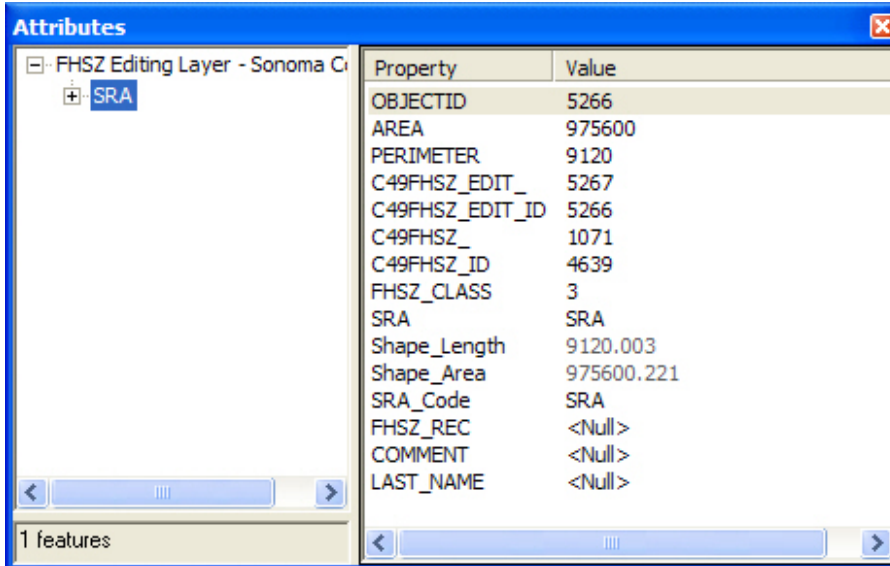 Attributes
FHSZ Editing Layer - Sonoma
SRA
1 features
Property Value
OBJECTID 5266
AREA 975600
PERIMETER 9120
C49FHSZ_EDIT_ 5267
C49FHSZ_EDIT_ID 5266
C49FHSZ_ 1071
C49FHSZ_ID 4639
FHSZ_CLASS 3
SRA SRA
Shape_Length 9120.003
Shape_Area 975600.221
SRA_Code SRA
FHSZ_REC <Null>
COMMENT <Null>
LAST_NAME <Null>